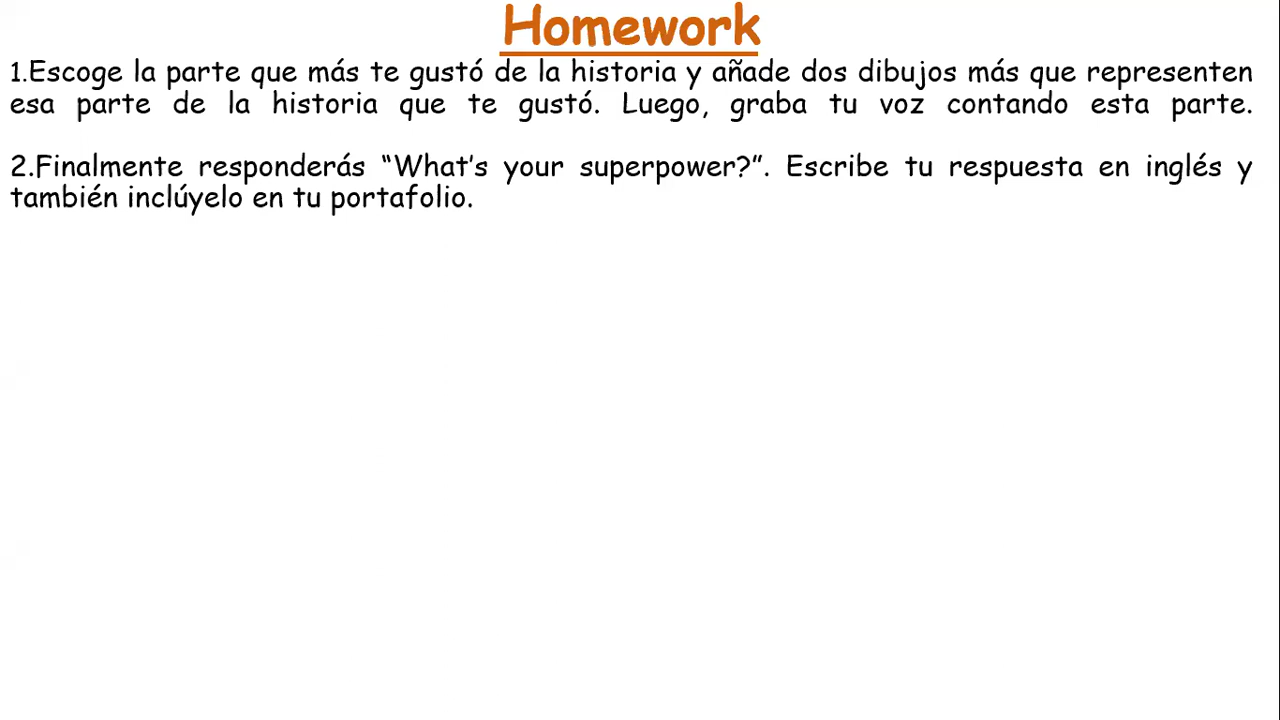 Homework
1.Escoge la parte que más te gustó de la historia y añade dos dibujos más que representen
esa parte de la historia que te gustó. Luego, graba tu voz contando esta parte.
2.Finalmente responderás “What’s your superpower?”. Escribe tu respuesta en inglés y
también inclúyelo en tu portafolio.